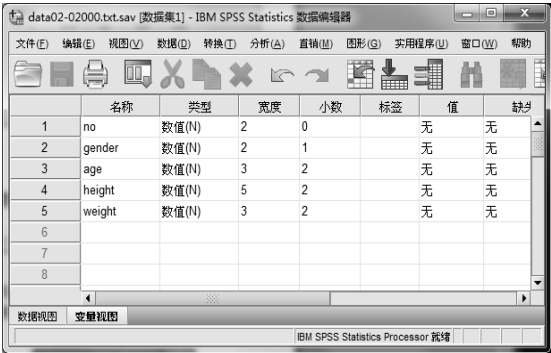 data02-02000.txt.sav [数据集1] - IBM SPSS Statistics 数据编辑器
文件(F) 编辑(E) 视图(V) 数据(D) 转换(T) 分析(A) 直销(M) 图形(G) 实用程序(U) 窗口(W) 帮助
名称 类型 宽度 小数 标签 值 缺失
1 no 数值(N) 2 0 无 无
2 gender 数值(N) 2 1 无 无
3 age 数值(N) 3 2 无 无
4 height 数值(N) 5 2 无 无
5 weight 数值(N) 3 2 无 无
6
7
8
数据视图 变量视图
IBM SPSS Statistics Processor 就绪